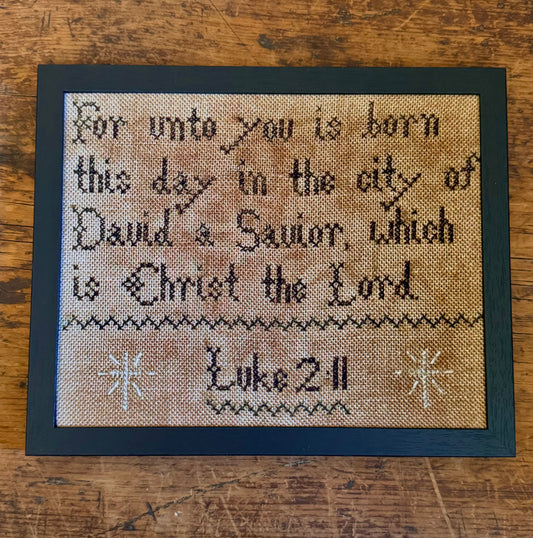 For unto you is born
this day in the city of
David a Savior, which
is Christ the Lord.
Luke 2:11